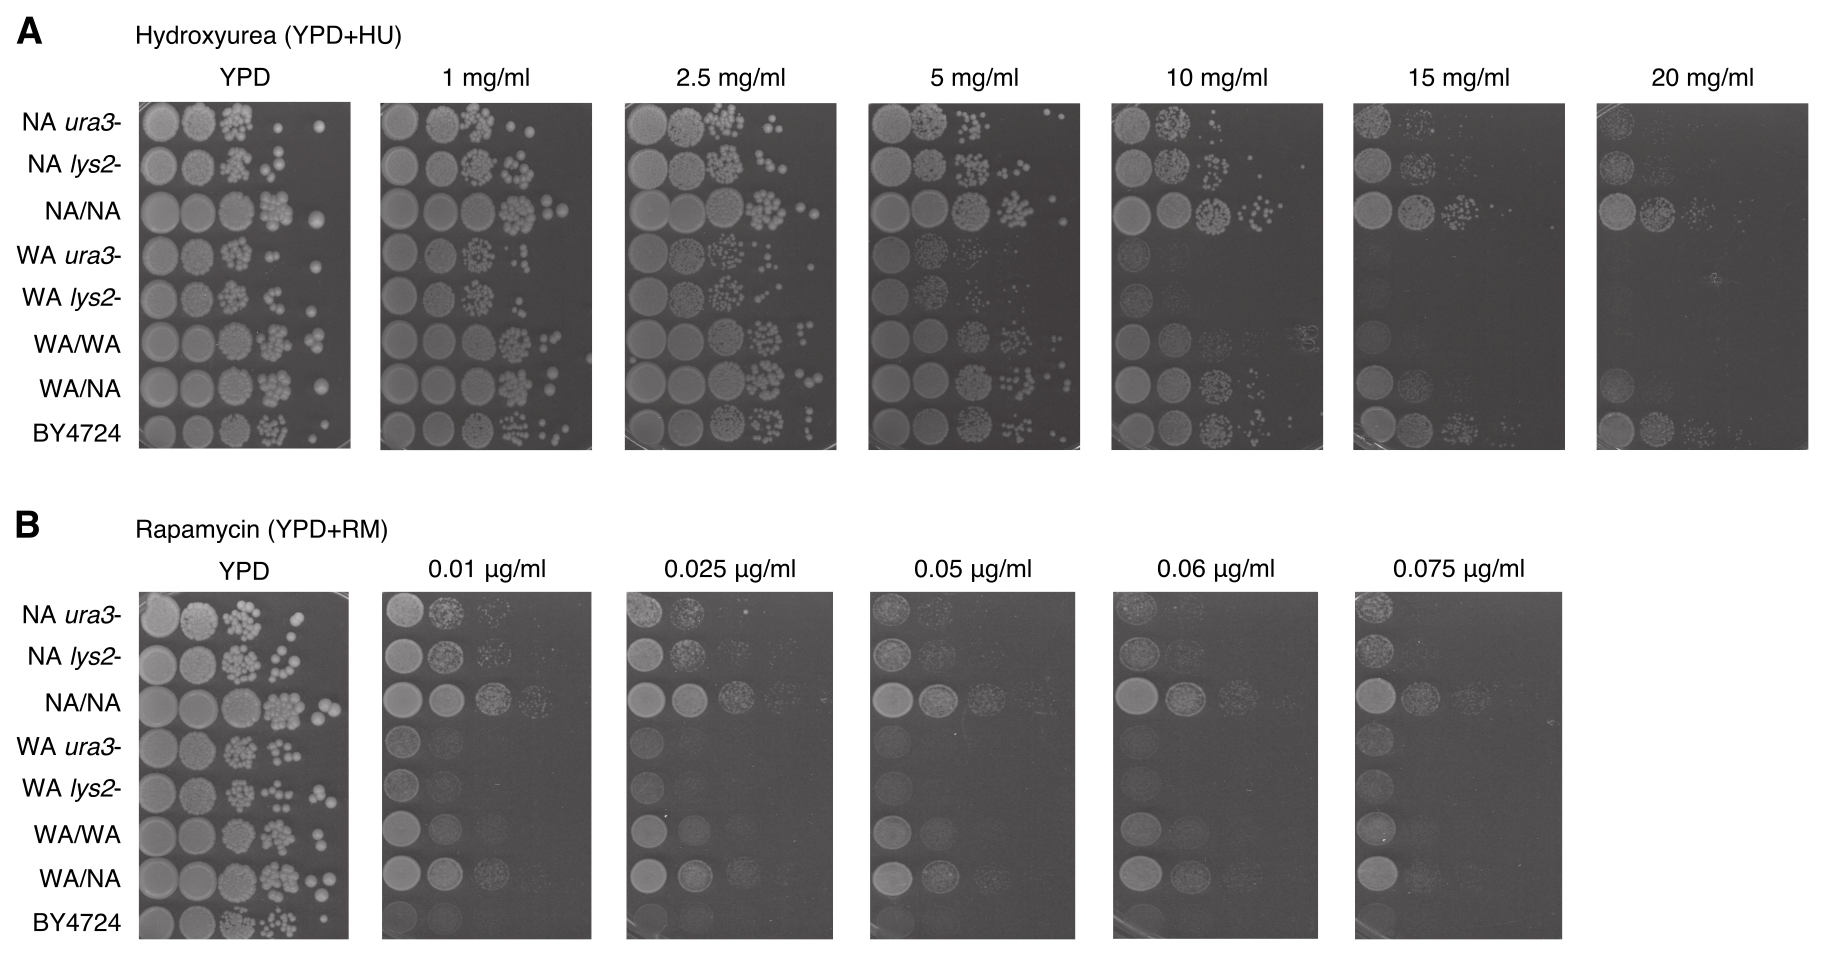 A
Hydroxyurea (YPD+HU)
YPD 1 mg/ml 2.5 mg/ml 5 mg/ml 10 mg/ml 15 mg/ml 20 mg/ml
NA ura3-
NA lys2-
NA/NA
WA ura3-
WA lys2-
WA/WA
WA/NA
BY4724
B
Rapamycin (YPD+RM)
YPD 0.01 µg/ml 0.025 µg/ml 0.05 µg/ml 0.06 µg/ml 0.075 µg/ml
NA ura3-
NA lys2-
NA/NA
WA ura3-
WA lys2-
WA/WA
WA/NA
BY4724